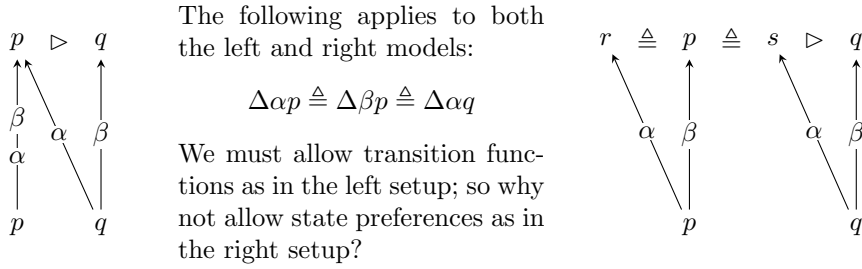 p ▷ q
β
α α β
p q
The following applies to both
the left and right models:
Δαp ≜ Δβp ≜ Δαq
We must allow transition func-
tions as in the left setup; so why
not allow state preferences as in
the right setup?
r ≜ p ≜ s ▷ q
α β α β
p q